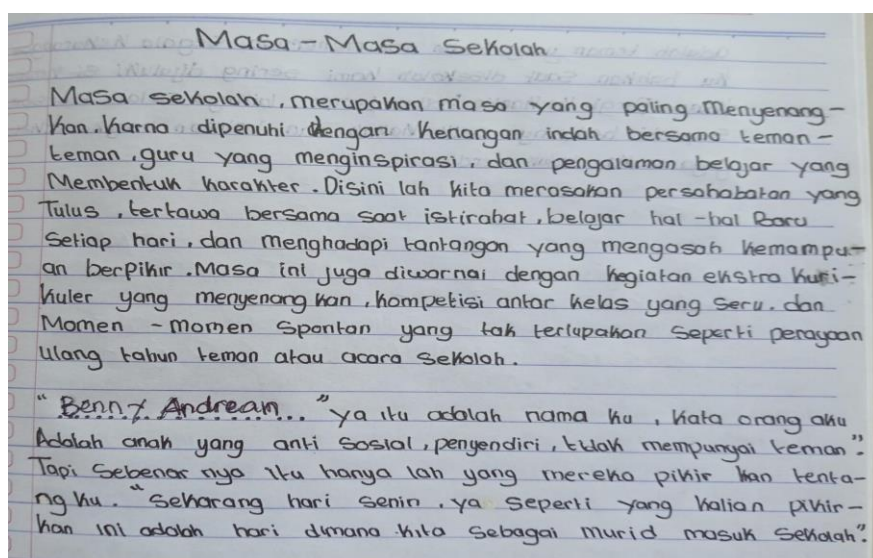 Masa - Masa Sekolah
Masa sekolah, merupakan masa yang paling Menyenang-
kan. karna dipenuhi dengan kenangan indah bersama teman -
teman, guru yang menginspirasi, dan pengalaman belajar yang
Membentuk karakter. Disini lah kita merasakan persahabatan yang
Tulus, tertawa bersama saat istirahat, belajar hal - hal Baru
Setiap hari, dan menghadapi tantangan yang mengasah kemampu-
an berpikir. Masa ini juga diwarnai dengan kegiatan ekstra kuri-
kuler yang menyenang kan, kompetisi antar kelas yang seru. dan
Momen - momen Spontan yang tak terlupakan Seperti perayaan
Ulang tahun teman atau acara Sekolah.
"Benny Andrean..." ya itu adalah nama ku, kata orang aku
Adalah anak yang anti Sosial, penyendiri, tidak mempunyai teman".
Tapi Sebenar nya itu hanya lah yang mereka pikir kan tenta-
ng ku. "Sekarang hari Senin, ya Seperti yang kalian pikir-
kan ini adalah hari dimana kita Sebagai murid masuk Sekolah".